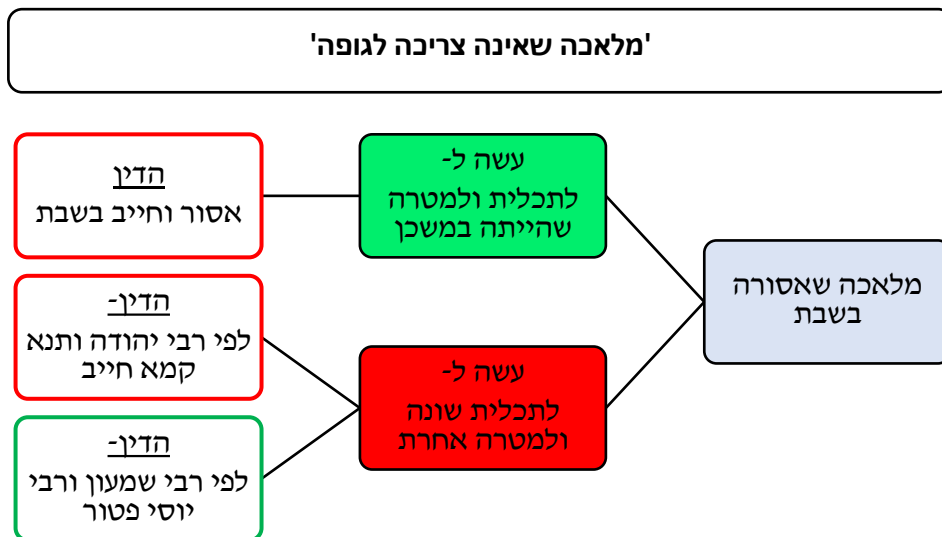 'מלאכה שאינה צריכה לגופה'
מלאכה שאסורה
בשבת
עשה ל-
לתכלית ולמטרה
שהייתה במשכן
הדין
אסור וחייב בשבת
עשה ל-
לתכלית שונה
ולמטרה אחרת
הדין-
לפי רבי יהודה ותנא
קמא חייב
הדין-
לפי רבי שמעון ורבי
יוסי פטור